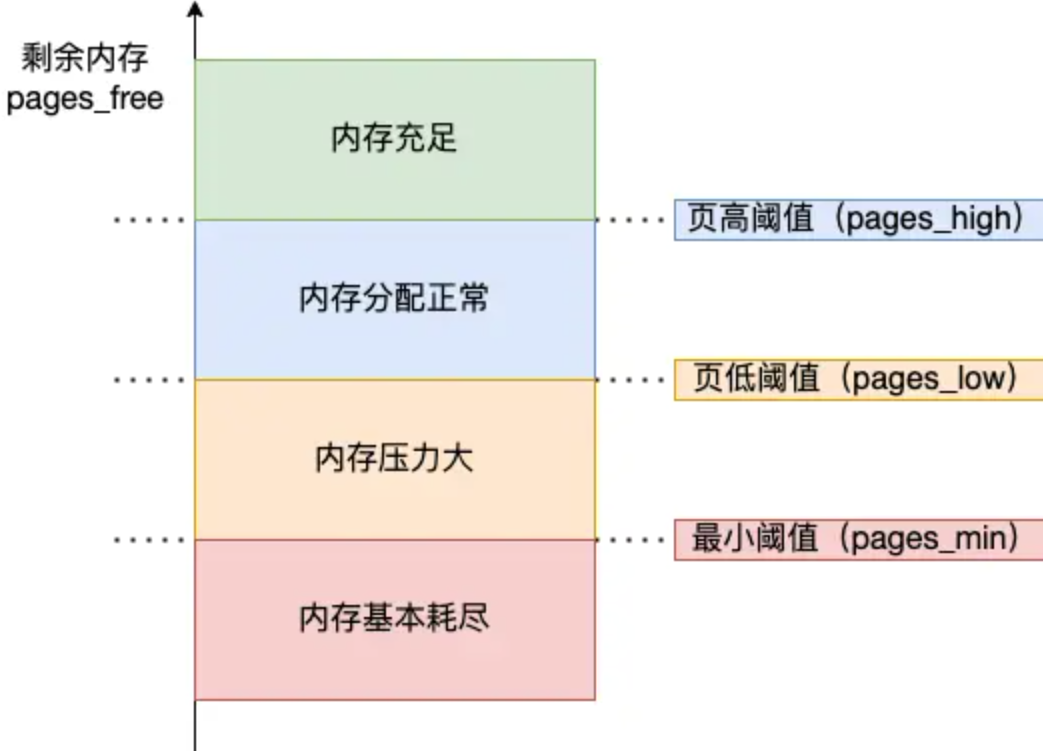 剩余内存
pages_free
内存充足
页高阈值（pages_high）
内存分配正常
页低阈值（pages_low）
内存压力大
最小阈值（pages_min）
内存基本耗尽